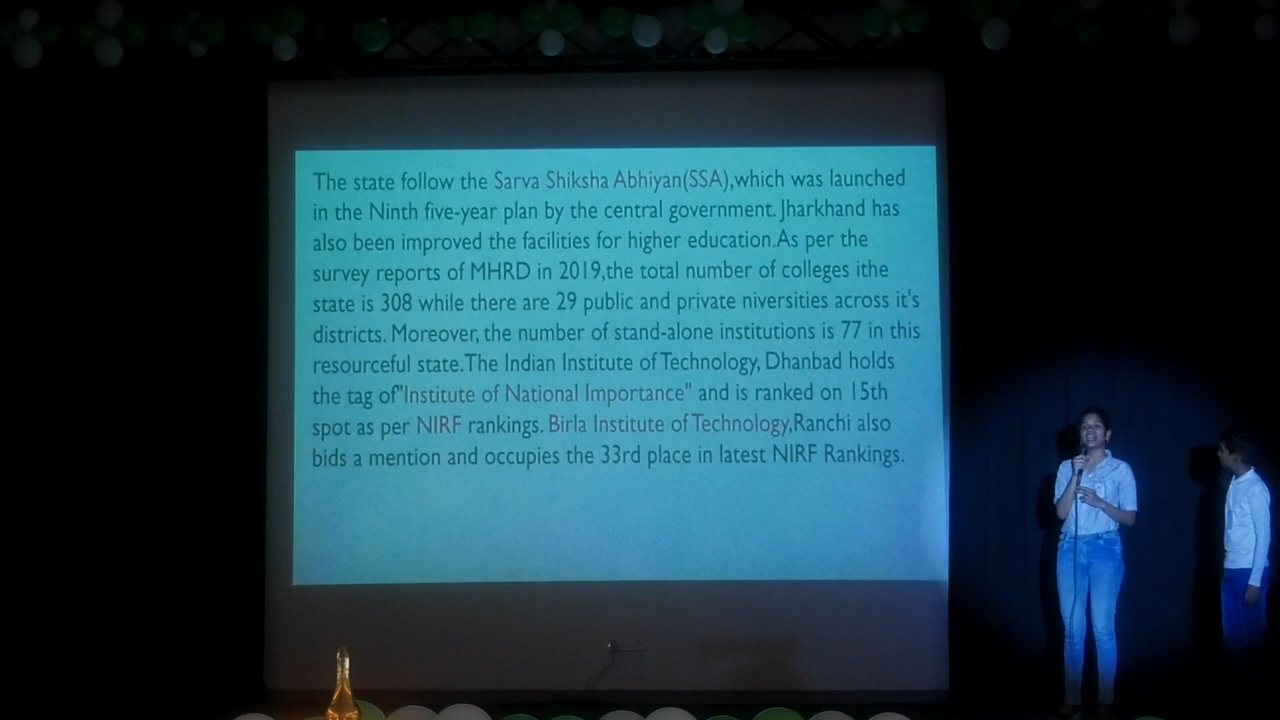 The state follow the Sarva Shiksha Abhiyan(SSA),which was launched
in the Ninth five-year plan by the central government. Jharkhand has
also been improved the facilities for higher education.As per the
survey reports of MHRD in 2019,the total number of colleges ithe
state is 308 while there are 29 public and private niversities across it's
districts. Moreover, the number of stand-alone institutions is 77 in this
resourceful state.The Indian Institute of Technology, Dhanbad holds
the tag of"Institute of National Importance" and is ranked on 15th
spot as per NIRF rankings. Birla Institute of Technology,Ranchi also
bids a mention and occupies the 33rd place in latest NIRF Rankings.